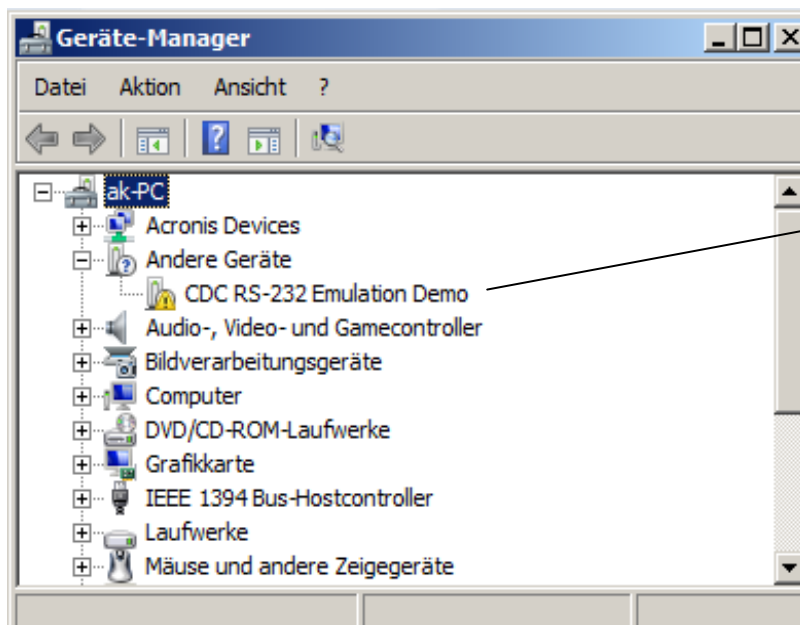 Geräte-Manager
Datei Aktion Ansicht ?
ak-PC
Acronis Devices
Andere Geräte
CDC RS-232 Emulation Demo
Audio-, Video- und Gamecontroller
Bildverarbeitungsgeräte
Computer
DVD/CD-ROM-Laufwerke
Grafikkarte
IEEE 1394 Bus-Hostcontroller
Laufwerke
Mäuse und andere Zeigegeräte